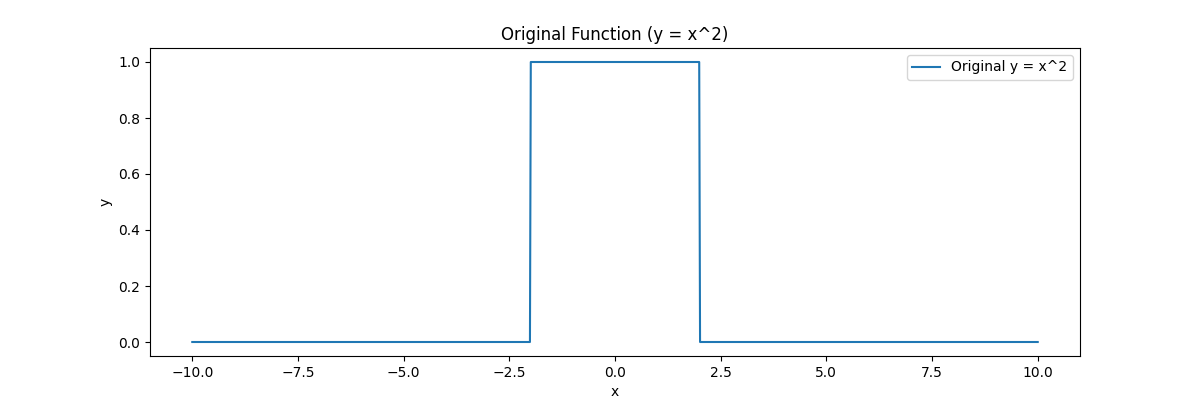 Original Function (y = x^2)
Original y = x^2
1.0
0.8
0.6
0.4
0.2
0.0
y
−10.0 −7.5 −5.0 −2.5 0.0 2.5 5.0 7.5 10.0
x